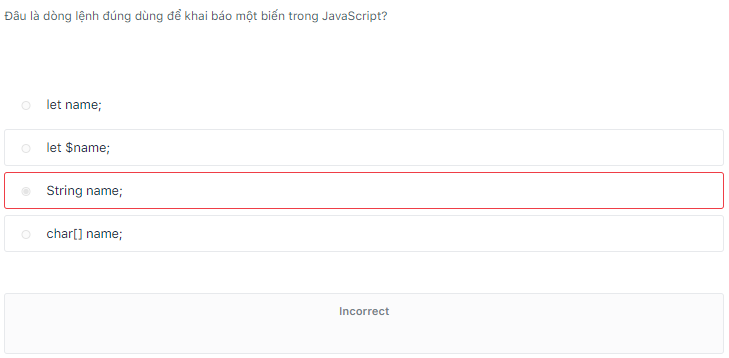 Đâu là dòng lệnh đúng dùng để khai báo một biến trong JavaScript?
let name;
let $name;
String name;
char[] name;
Incorrect